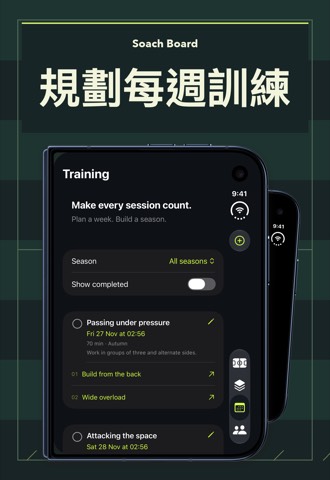 Soach Board
規劃每週訓練
Training
9:41
9:41
Make every session count.
Plan a week. Build a season.
Season
All seasons
Show completed
Passing under pressure
Fri 27 Nov at 02:56
70 min · Autumn
Work in groups of three and alternate sides.
01 Build from the back
02 Wide overload
Attacking the space
Sat 28 Nov at 02:56